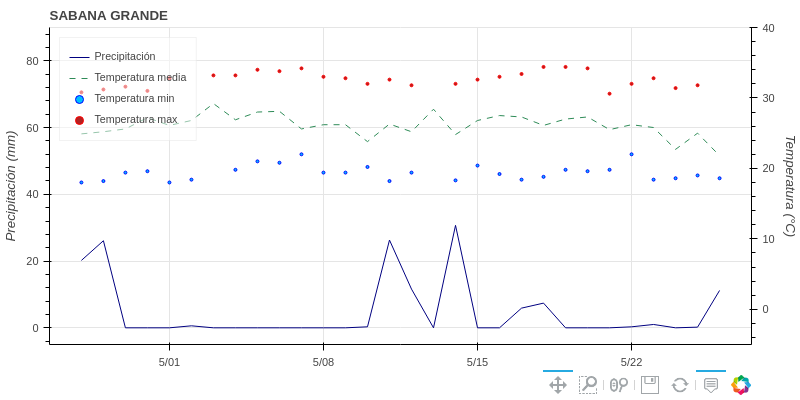 SABANA GRANDE
Precipitación
Temperatura media
Temperatura min
Temperatura max
Precipitación (mm)
80
60
40
20
0
Temperatura (°C)
40
30
20
10
0
5/01
5/08
5/15
5/22